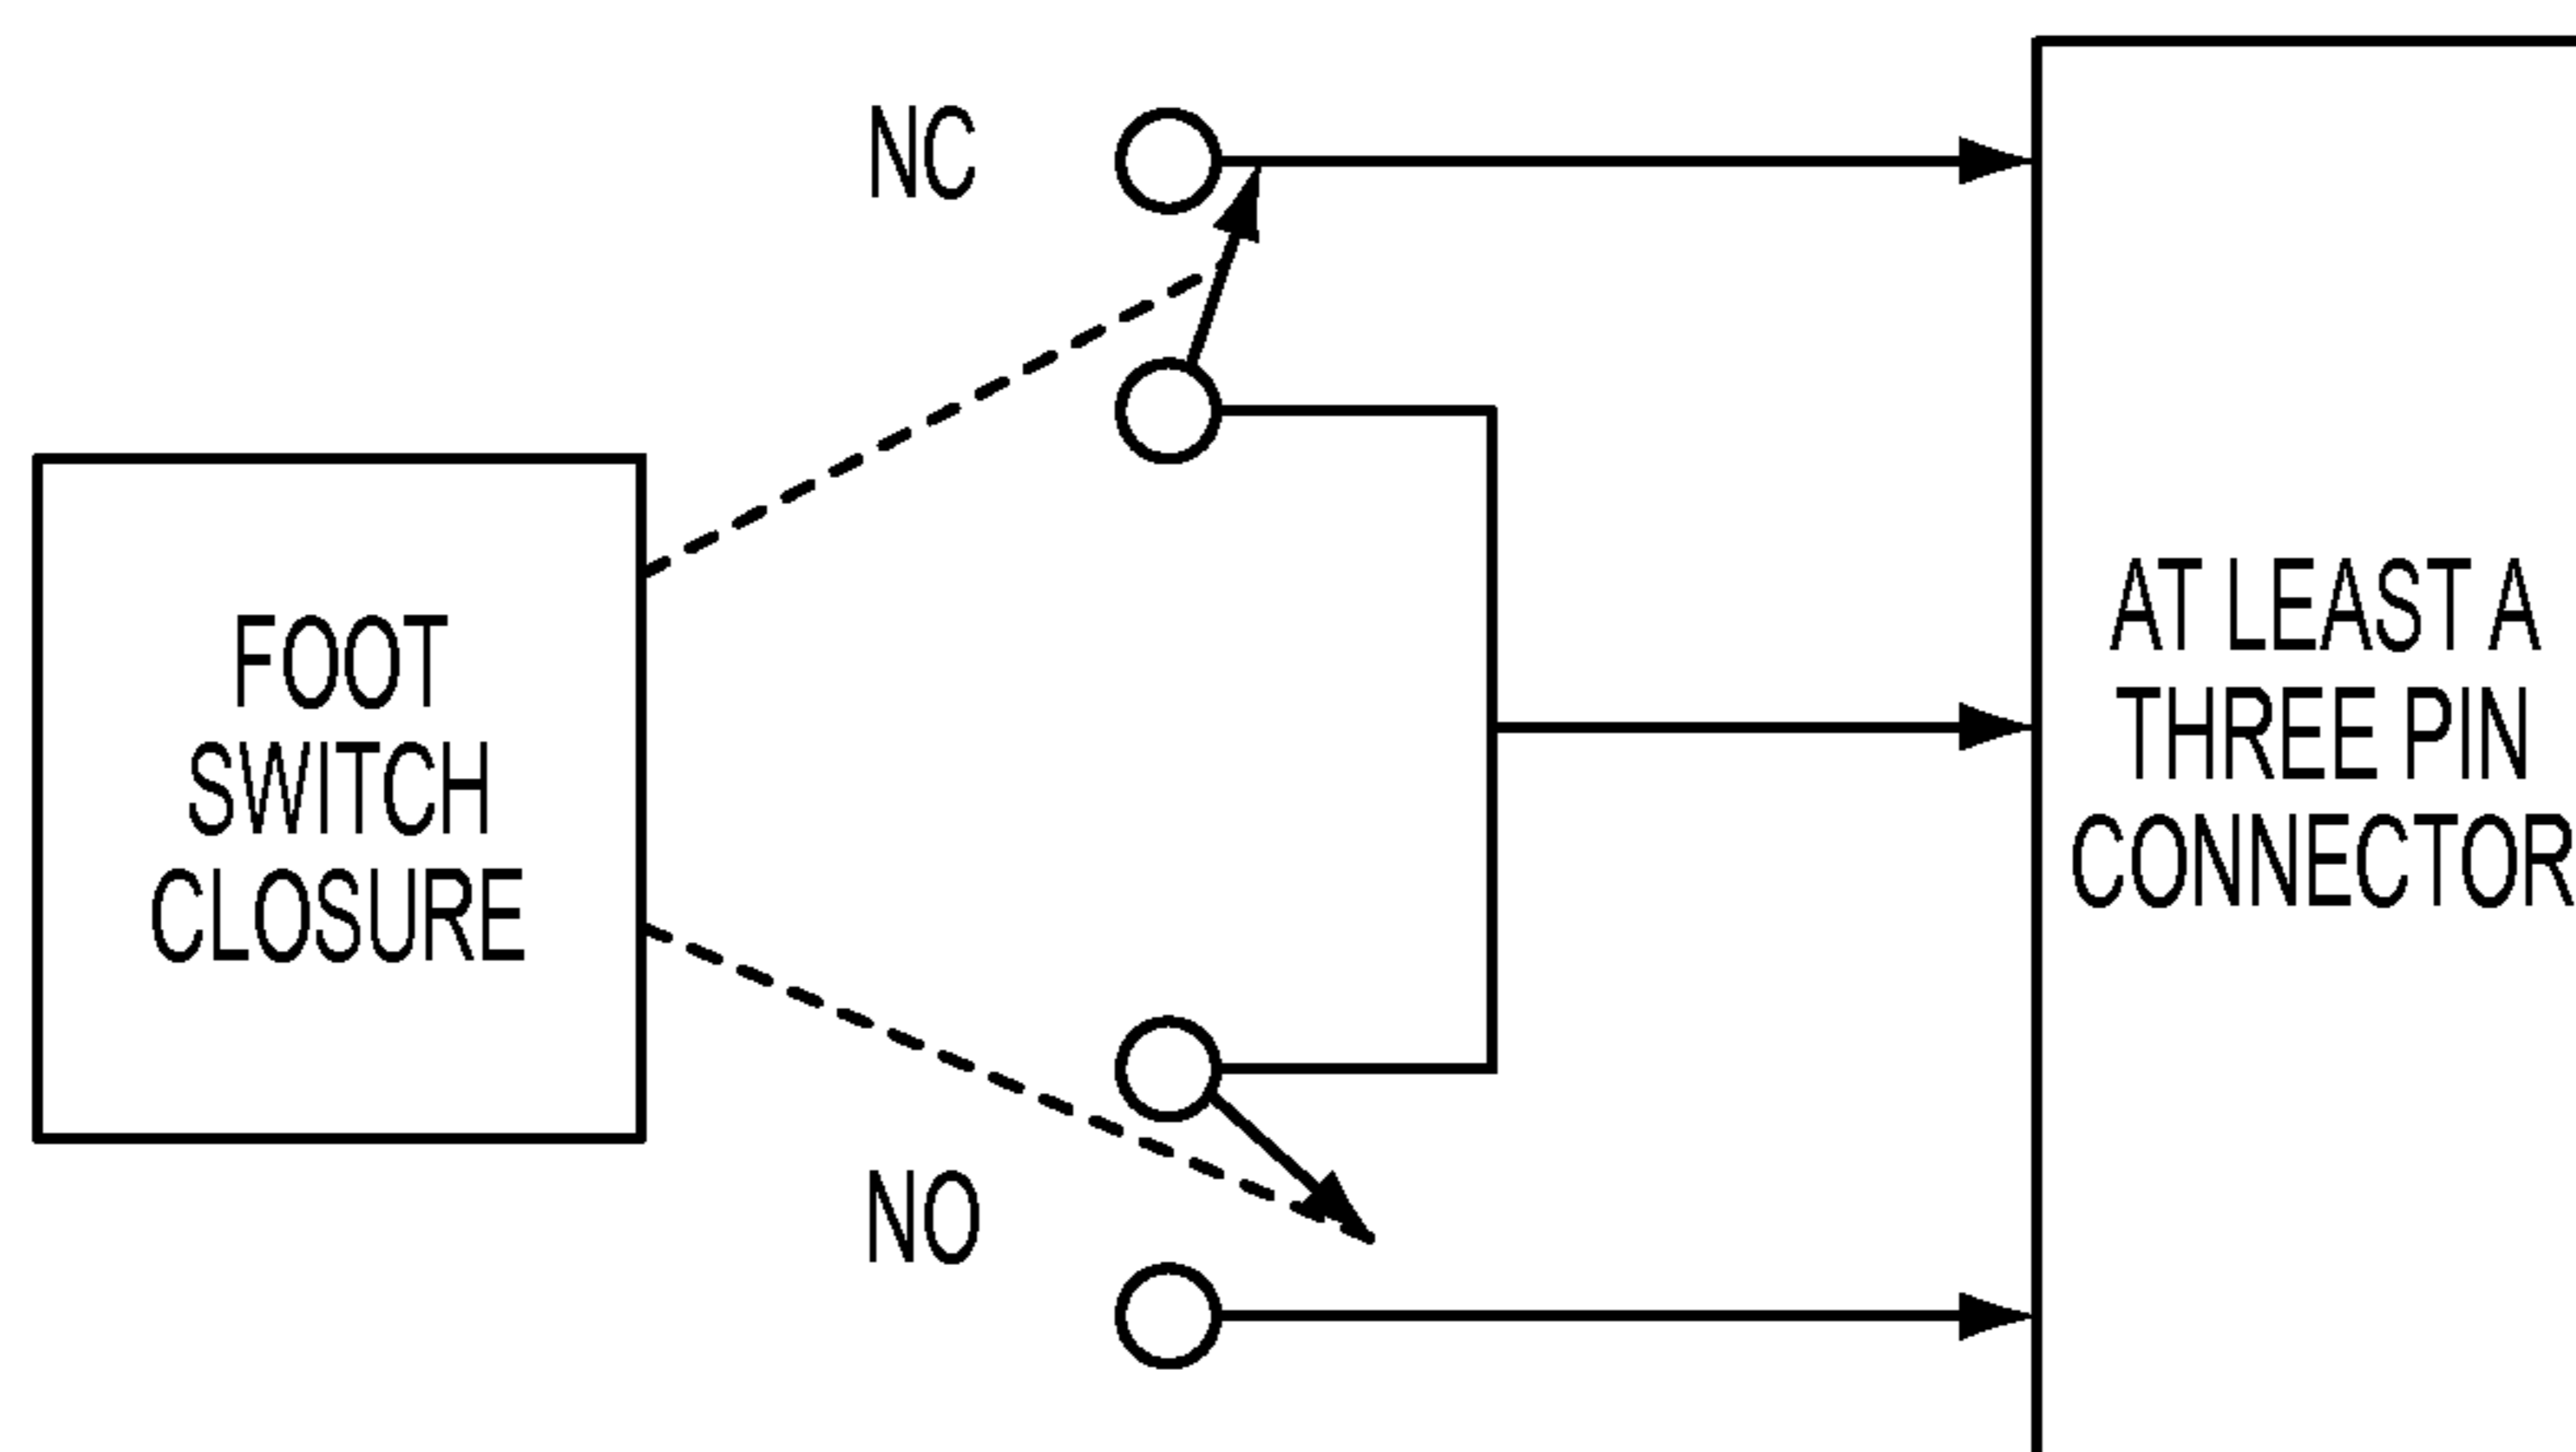 NC
FOOT
SWITCH
CLOSURE
NO
AT LEAST A
THREE PIN
CONNECTOR